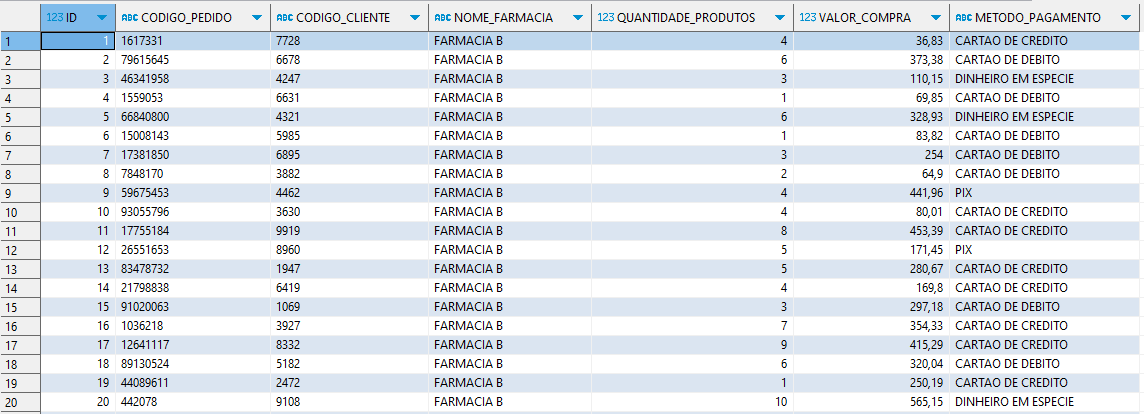 123 ID ABC CODIGO_PEDIDO ABC CODIGO_CLIENTE ABC NOME_FARMACIA 123 QUANTIDADE_PRODUTOS 123 VALOR_COMPRA ABC METODO_PAGAMENTO
1 1 1617331 7728 FARMACIA B 4 36,83 CARTAO DE CREDITO
2 2 79615645 6678 FARMACIA B 6 373,38 CARTAO DE DEBITO
3 3 46341958 4247 FARMACIA B 3 110,15 DINHEIRO EM ESPECIE
4 4 1559053 6631 FARMACIA B 1 69,85 CARTAO DE DEBITO
5 5 66840800 4321 FARMACIA B 6 328,93 DINHEIRO EM ESPECIE
6 6 15008143 5985 FARMACIA B 1 83,82 CARTAO DE DEBITO
7 7 17381850 6895 FARMACIA B 3 254 CARTAO DE DEBITO
8 8 7848170 3882 FARMACIA B 2 64,9 CARTAO DE DEBITO
9 9 59675453 4462 FARMACIA B 4 441,96 PIX
10 10 93055796 3630 FARMACIA B 4 80,01 CARTAO DE CREDITO
11 11 17755184 9919 FARMACIA B 8 453,39 CARTAO DE CREDITO
12 12 26551653 8960 FARMACIA B 5 171,45 PIX
13 13 83478732 1947 FARMACIA B 5 280,67 CARTAO DE CREDITO
14 14 21798838 6419 FARMACIA B 4 169,8 CARTAO DE CREDITO
15 15 91020063 1069 FARMACIA B 3 297,18 CARTAO DE DEBITO
16 16 1036218 3927 FARMACIA B 7 354,33 CARTAO DE CREDITO
17 17 12641117 8332 FARMACIA B 9 415,29 CARTAO DE CREDITO
18 18 89130524 5182 FARMACIA B 6 320,04 CARTAO DE DEBITO
19 19 44089611 2472 FARMACIA B 1 250,19 CARTAO DE CREDITO
20 20 442078 9108 FARMACIA B 10 565,15 DINHEIRO EM ESPECIE